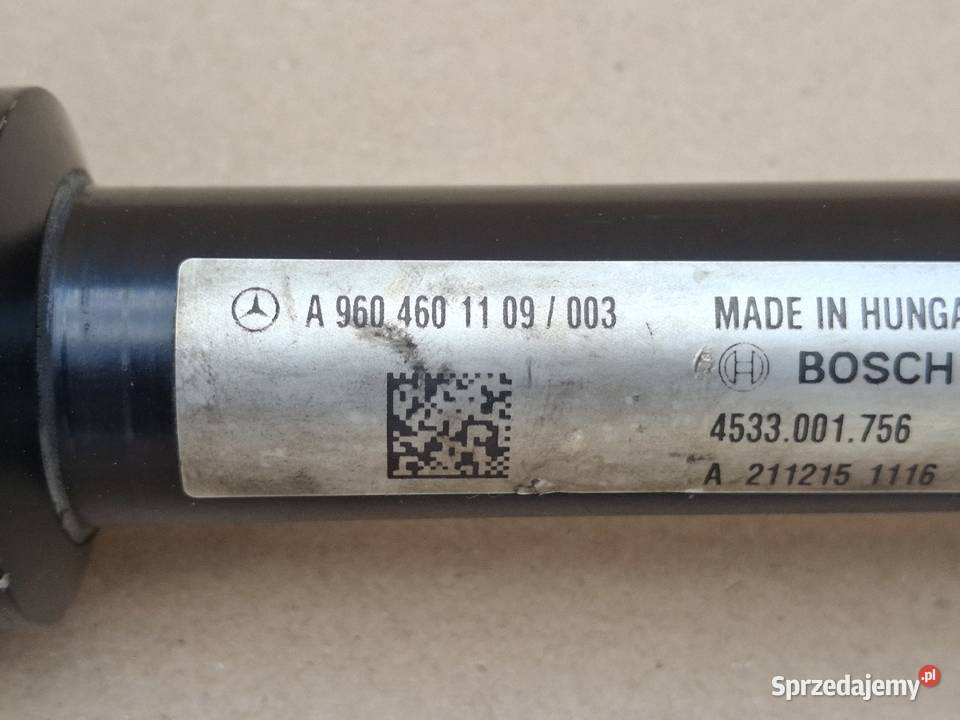 A 960 460 11 09 / 003
MADE IN HUNGA
BOSCH
4533.001.756
A 211215 1116
Sprzedajemy.pl